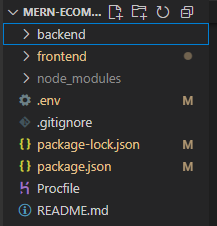 MERN-ECOM...
backend
frontend
node_modules
.env M
.gitignore
package-lock.json M
package.json M
Procfile
README.md